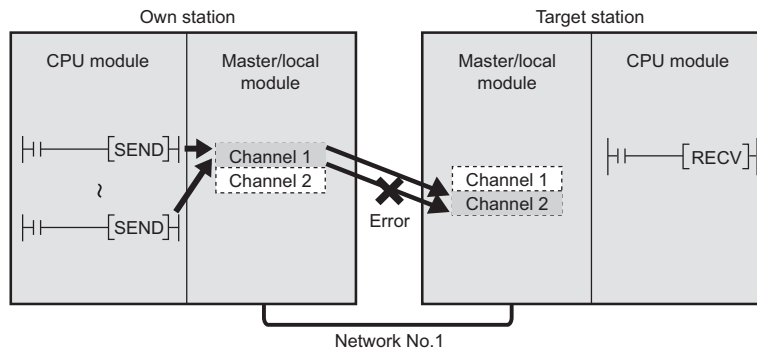 Own station
Target station
CPU module
Master/local
module
Master/local
module
CPU module
SEND
Channel 1
Channel 2
SEND
Error
Channel 1
Channel 2
RECV
Network No.1